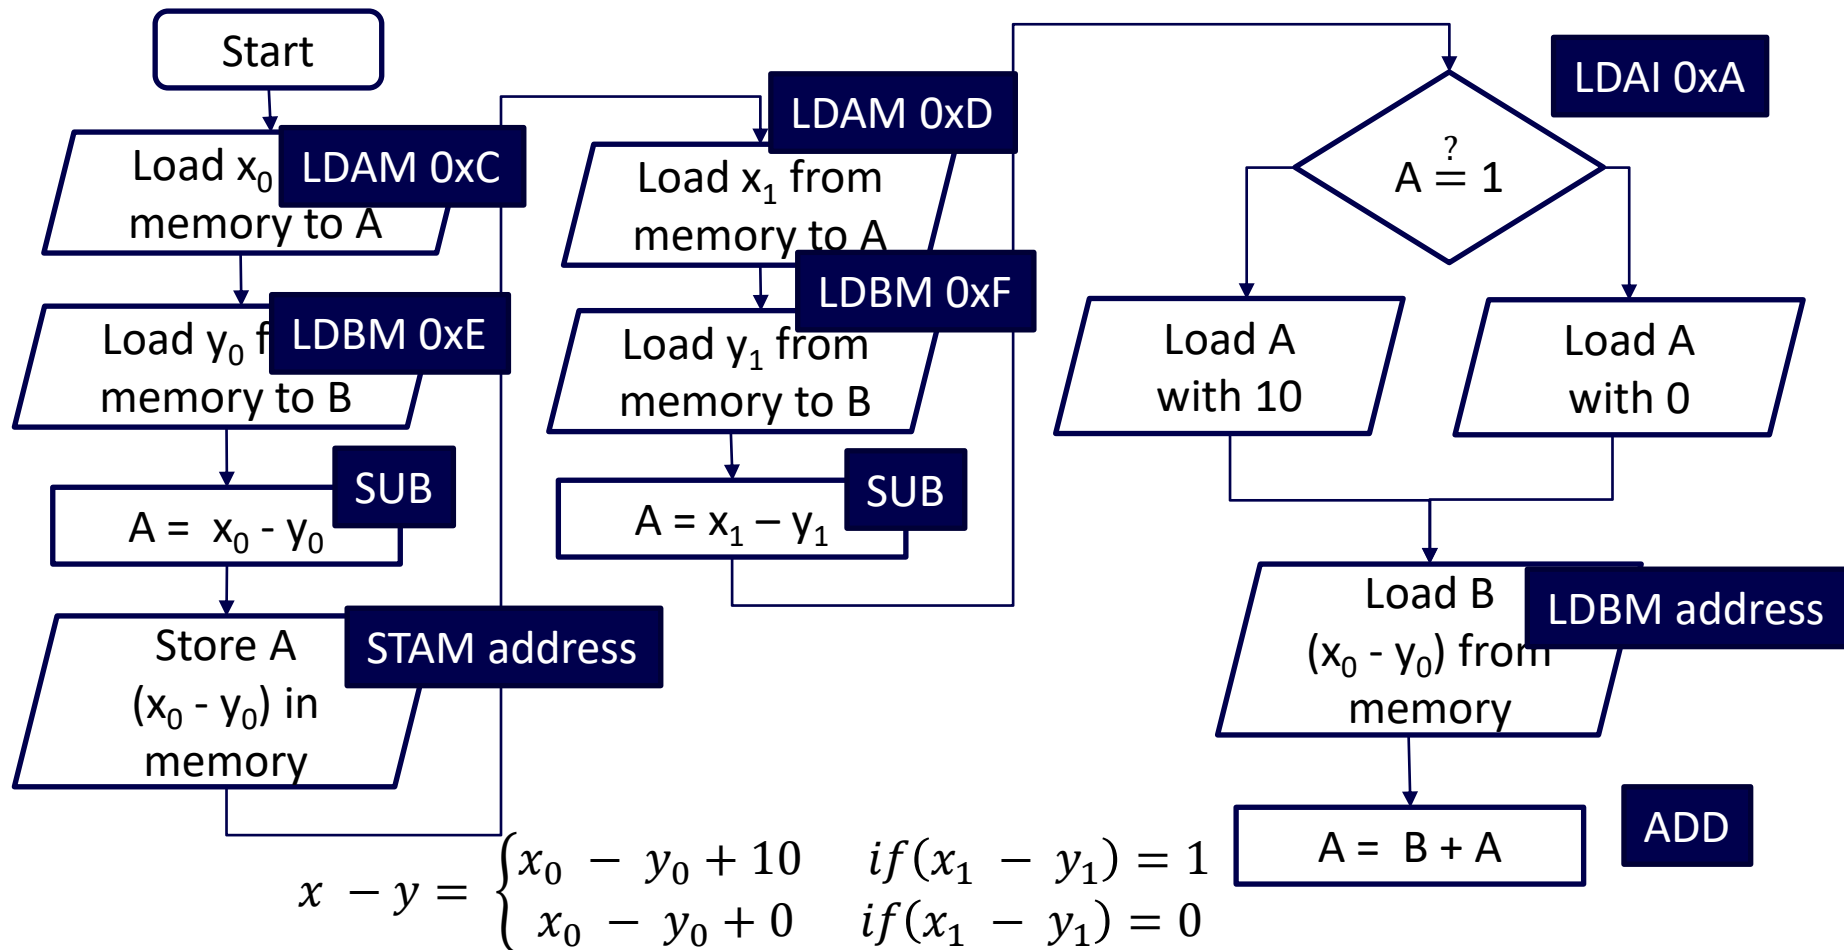 Start
Load x₀
memory to A
LDAM 0xC
Load y₀ f
memory to B
LDBM 0xE
A = x₀ - y₀
SUB
Store A
(x₀ - y₀) in
memory
STAM address
LDAM 0xD
Load x₁ from
memory to A
LDBM 0xF
Load y₁ from
memory to B
SUB
A = x₁ – y₁
LDAI 0xA
A ≟ 1
Load A
with 10
Load A
with 0
Load B
(x₀ - y₀) from
memory
LDBM address
A = B + A
ADD
x − y = { x₀ − y₀ + 10 if(x₁ − y₁) = 1
x₀ − y₀ + 0 if(x₁ − y₁) = 0